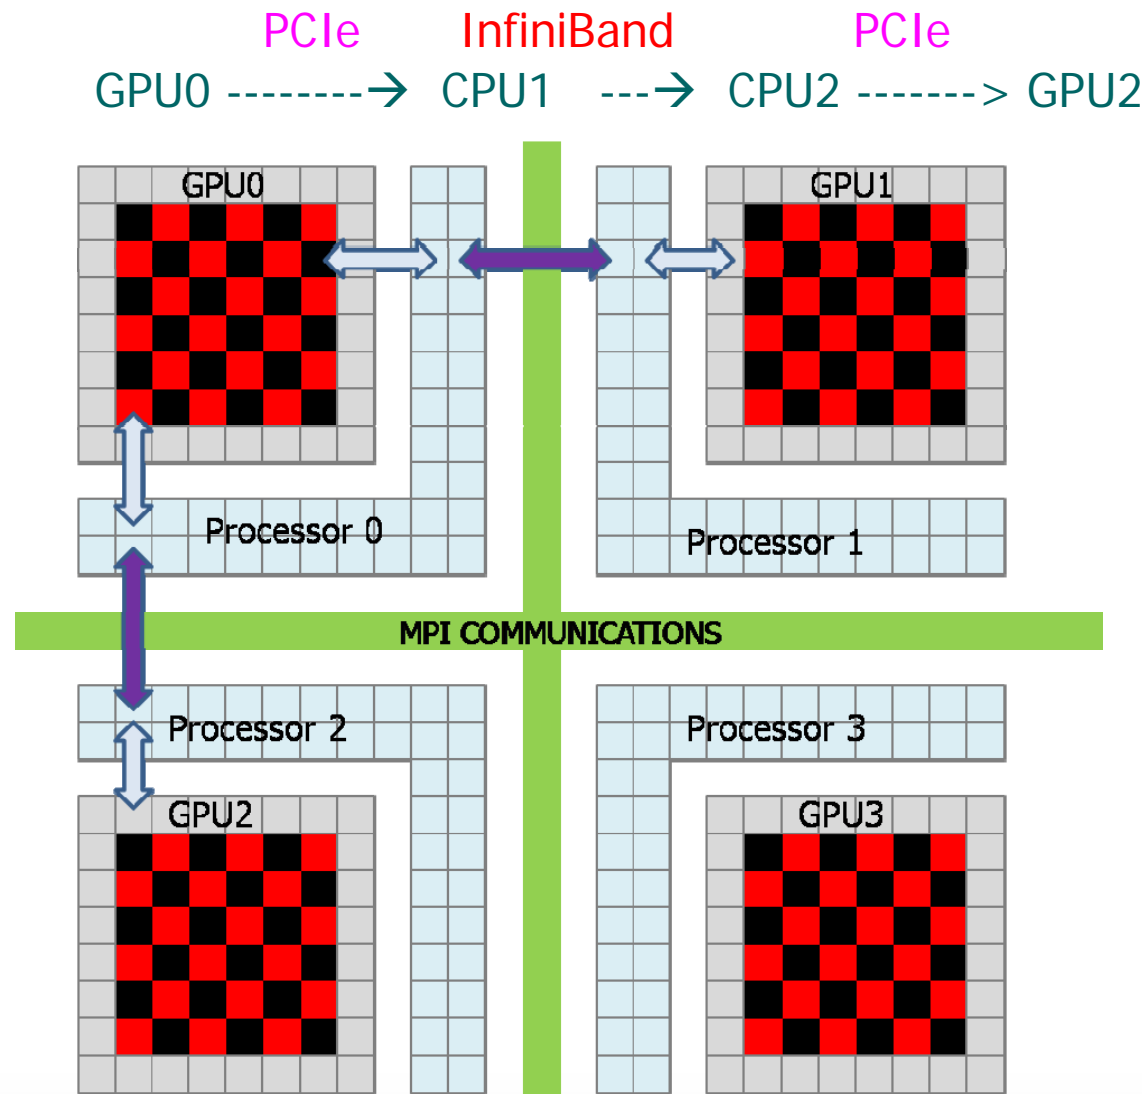 PCIe InfiniBand PCIe
GPU0 --------→ CPU1 ---→ CPU2 -------> GPU2
GPU0 GPU1
Processor 0 Processor 1
MPI COMMUNICATIONS
Processor 2 Processor 3
GPU2 GPU3